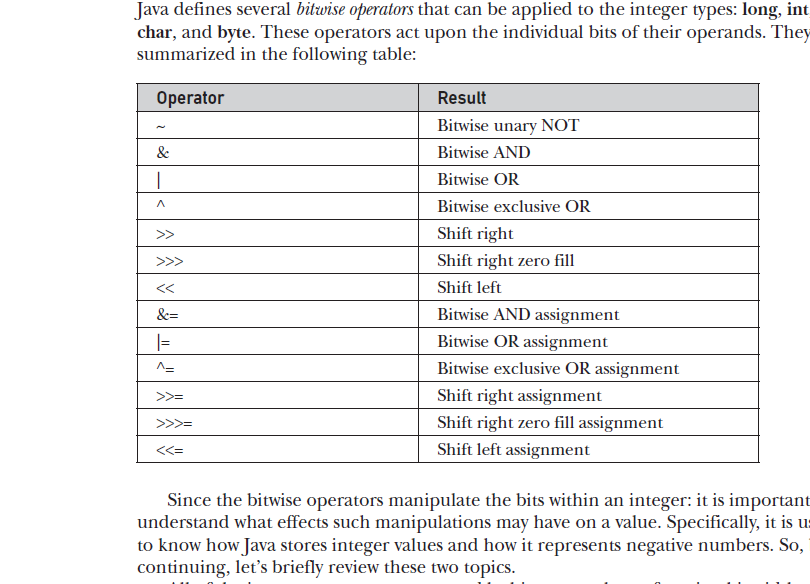 Java defines several bitwise operators that can be applied to the integer types: long, int
char, and byte. These operators act upon the individual bits of their operands. They
summarized in the following table:
Operator Result
~ Bitwise unary NOT
& Bitwise AND
| Bitwise OR
^ Bitwise exclusive OR
>> Shift right
>>> Shift right zero fill
<< Shift left
&= Bitwise AND assignment
|= Bitwise OR assignment
^= Bitwise exclusive OR assignment
>>= Shift right assignment
>>>= Shift right zero fill assignment
<<= Shift left assignment
Since the bitwise operators manipulate the bits within an integer: it is important
understand what effects such manipulations may have on a value. Specifically, it is
to know how Java stores integer values and how it represents negative numbers. So,
continuing, let's briefly review these two topics.